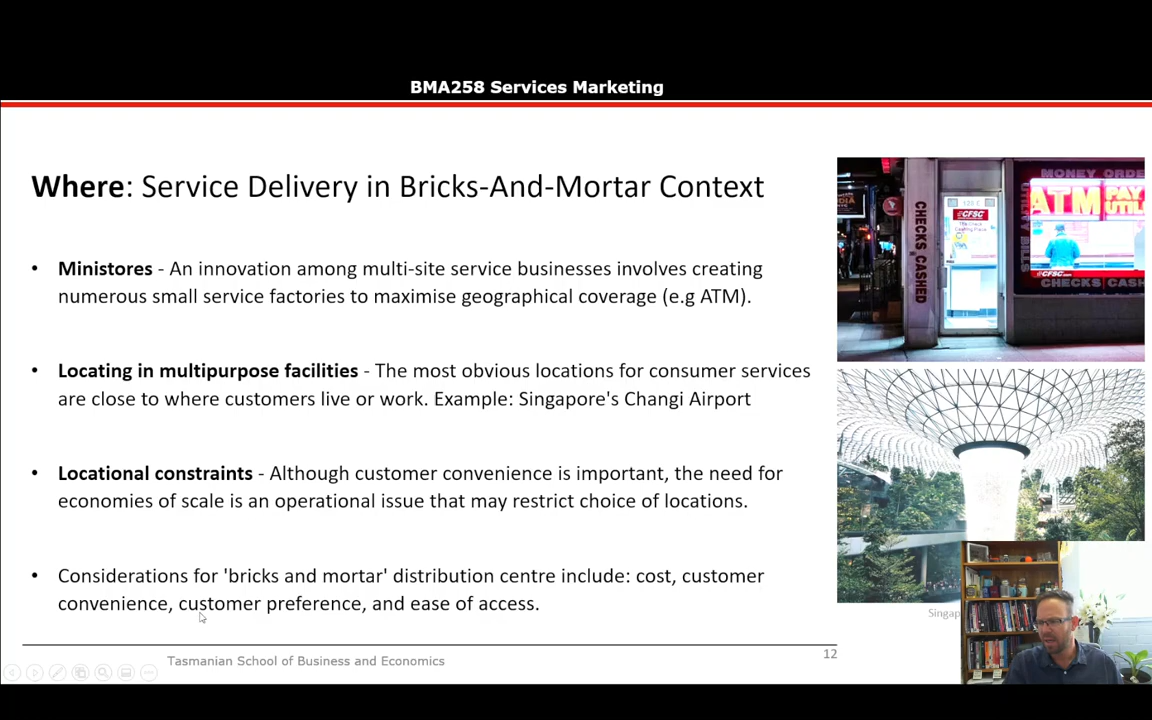 BMA258 Services Marketing
Where: Service Delivery in Bricks-And-Mortar Context
• Ministores - An innovation among multi-site service businesses involves creating
numerous small service factories to maximise geographical coverage (e.g ATM).
• Locating in multipurpose facilities - The most obvious locations for consumer services
are close to where customers live or work. Example: Singapore's Changi Airport
• Locational constraints - Although customer convenience is important, the need for
economies of scale is an operational issue that may restrict choice of locations.
• Considerations for 'bricks and mortar' distribution centre include: cost, customer
convenience, customer preference, and ease of access.
MONEY ORDE
ATM PAY
UTIL
CHECKS CASHED
CFSC
CFSC
CHECKS CASH
Singap
Tasmanian School of Business and Economics
12